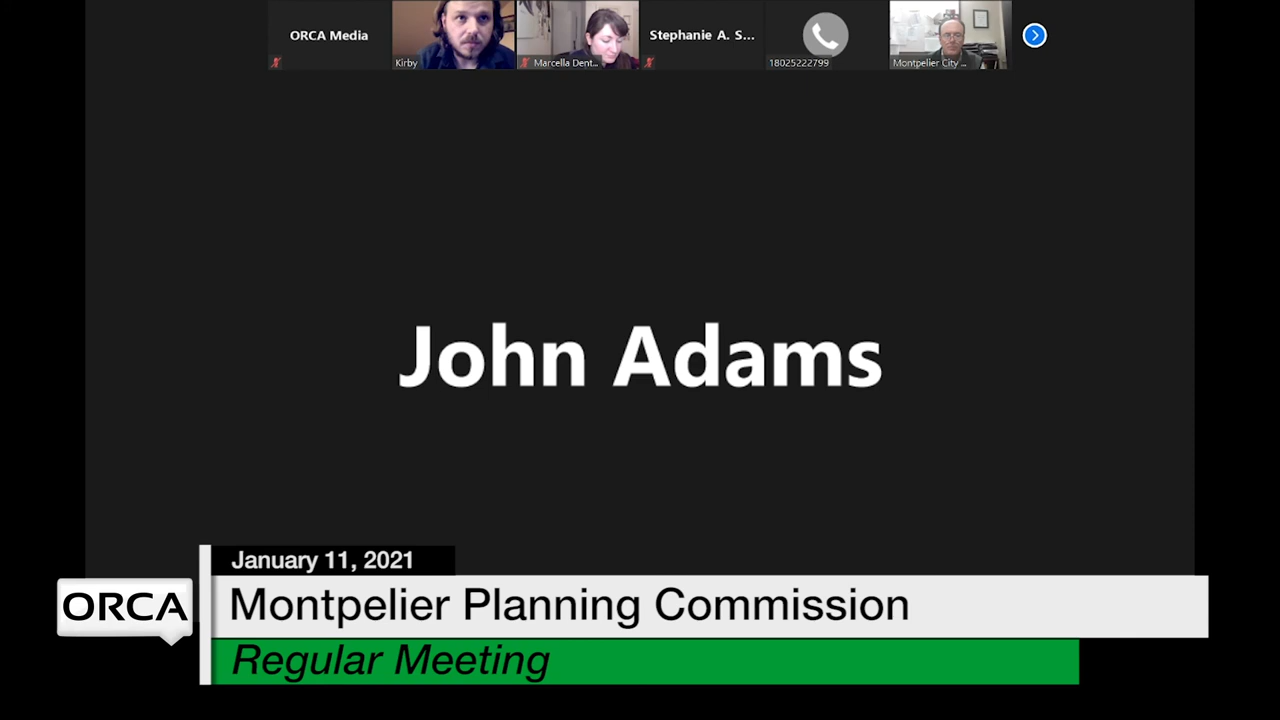 ORCA Media
Kirby
Marcella Dent...
Stephanie A. S...
18025222799
Montpelier City ...
John Adams
January 11, 2021
ORCA
Montpelier Planning Commission
Regular Meeting